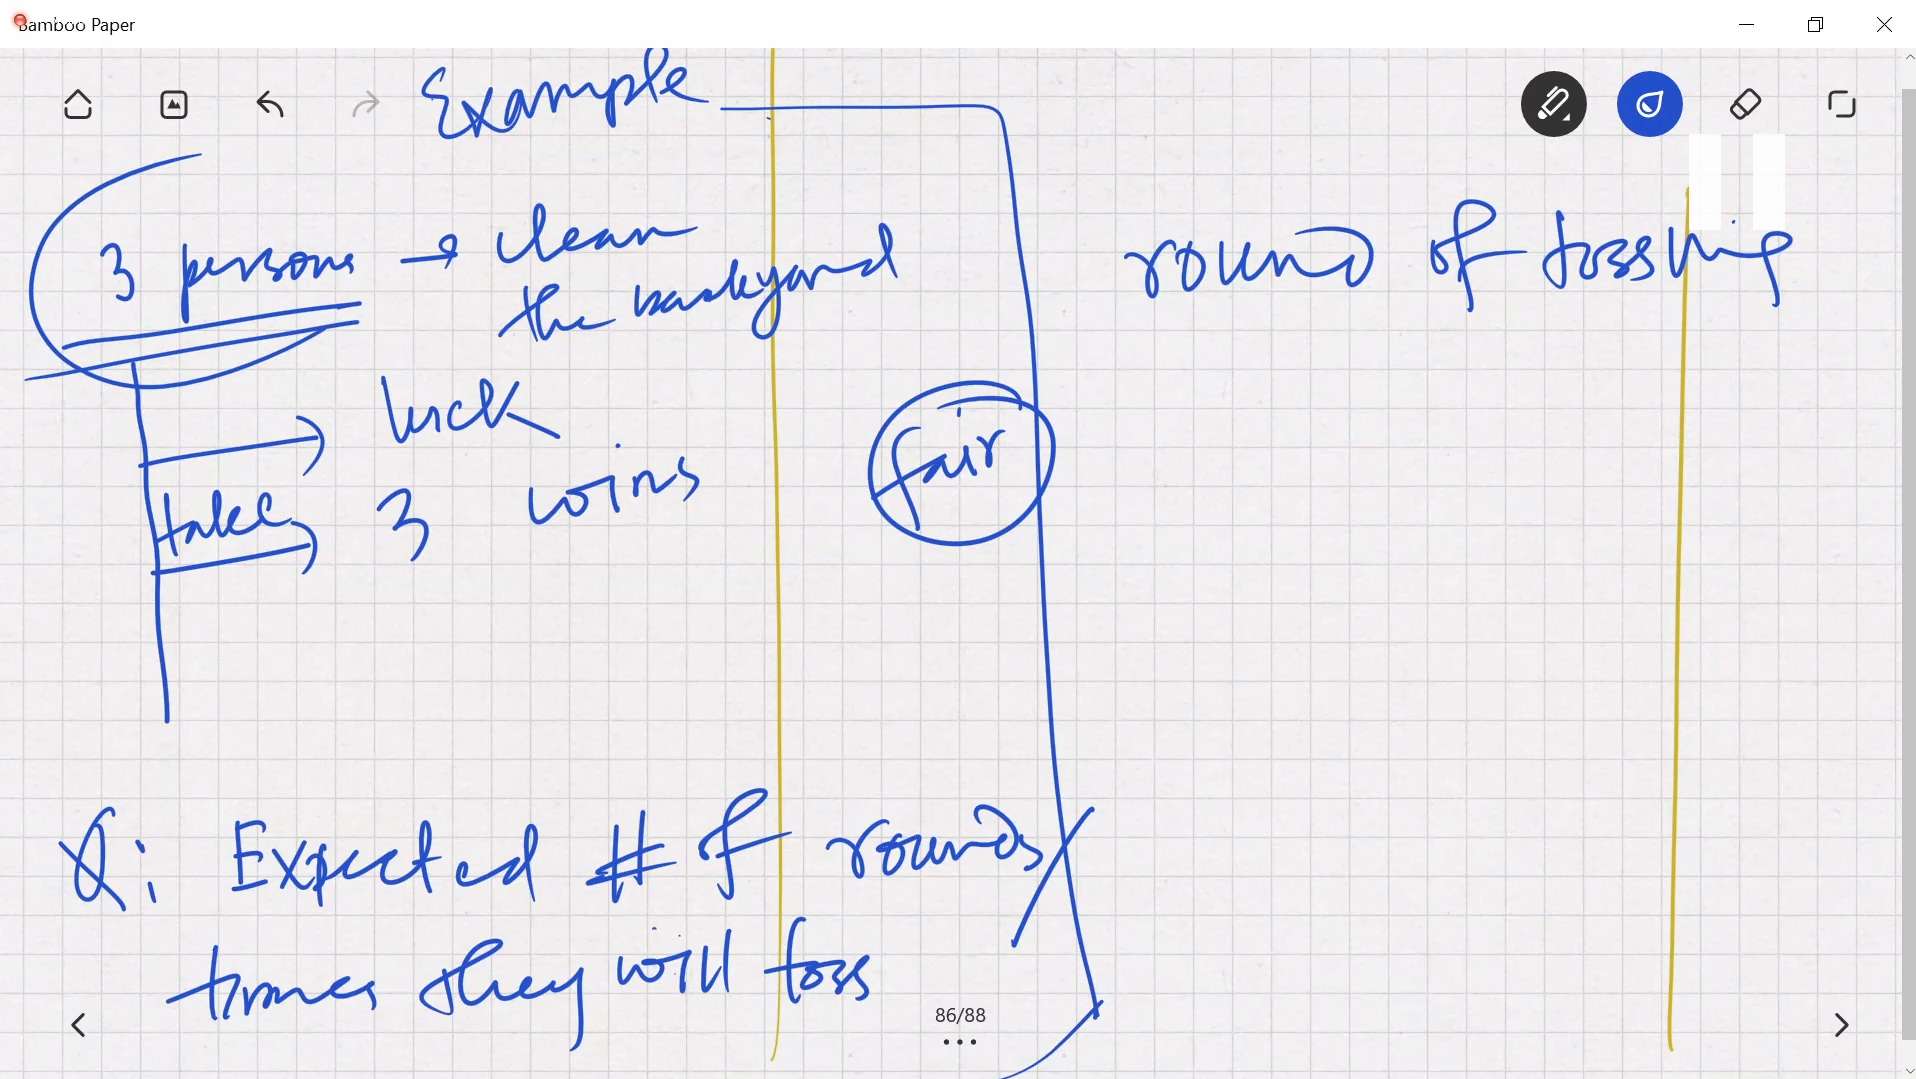 Bamboo Paper
Example
3 persons → clean
the backyard
luck
take 3 coins
fair
round of tossing
Q: Expected # of rounds/
times they will toss
86/88